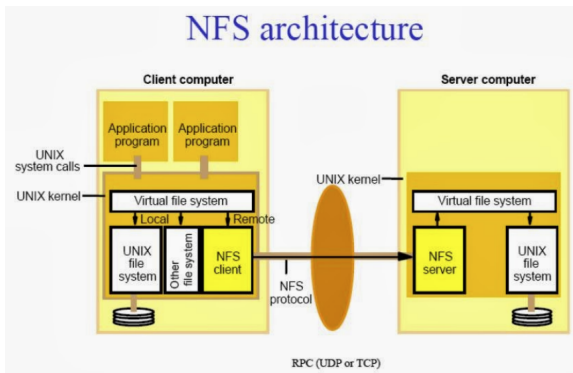 NFS architecture
Client computer
Server computer
Application
program
Application
program
UNIX
system calls
UNIX kernel
UNIX kernel
Virtual file system
Virtual file system
Local
Remote
UNIX
file
system
Other
file system
NFS
client
NFS
server
UNIX
file
system
NFS
protocol
RPC (UDP or TCP)